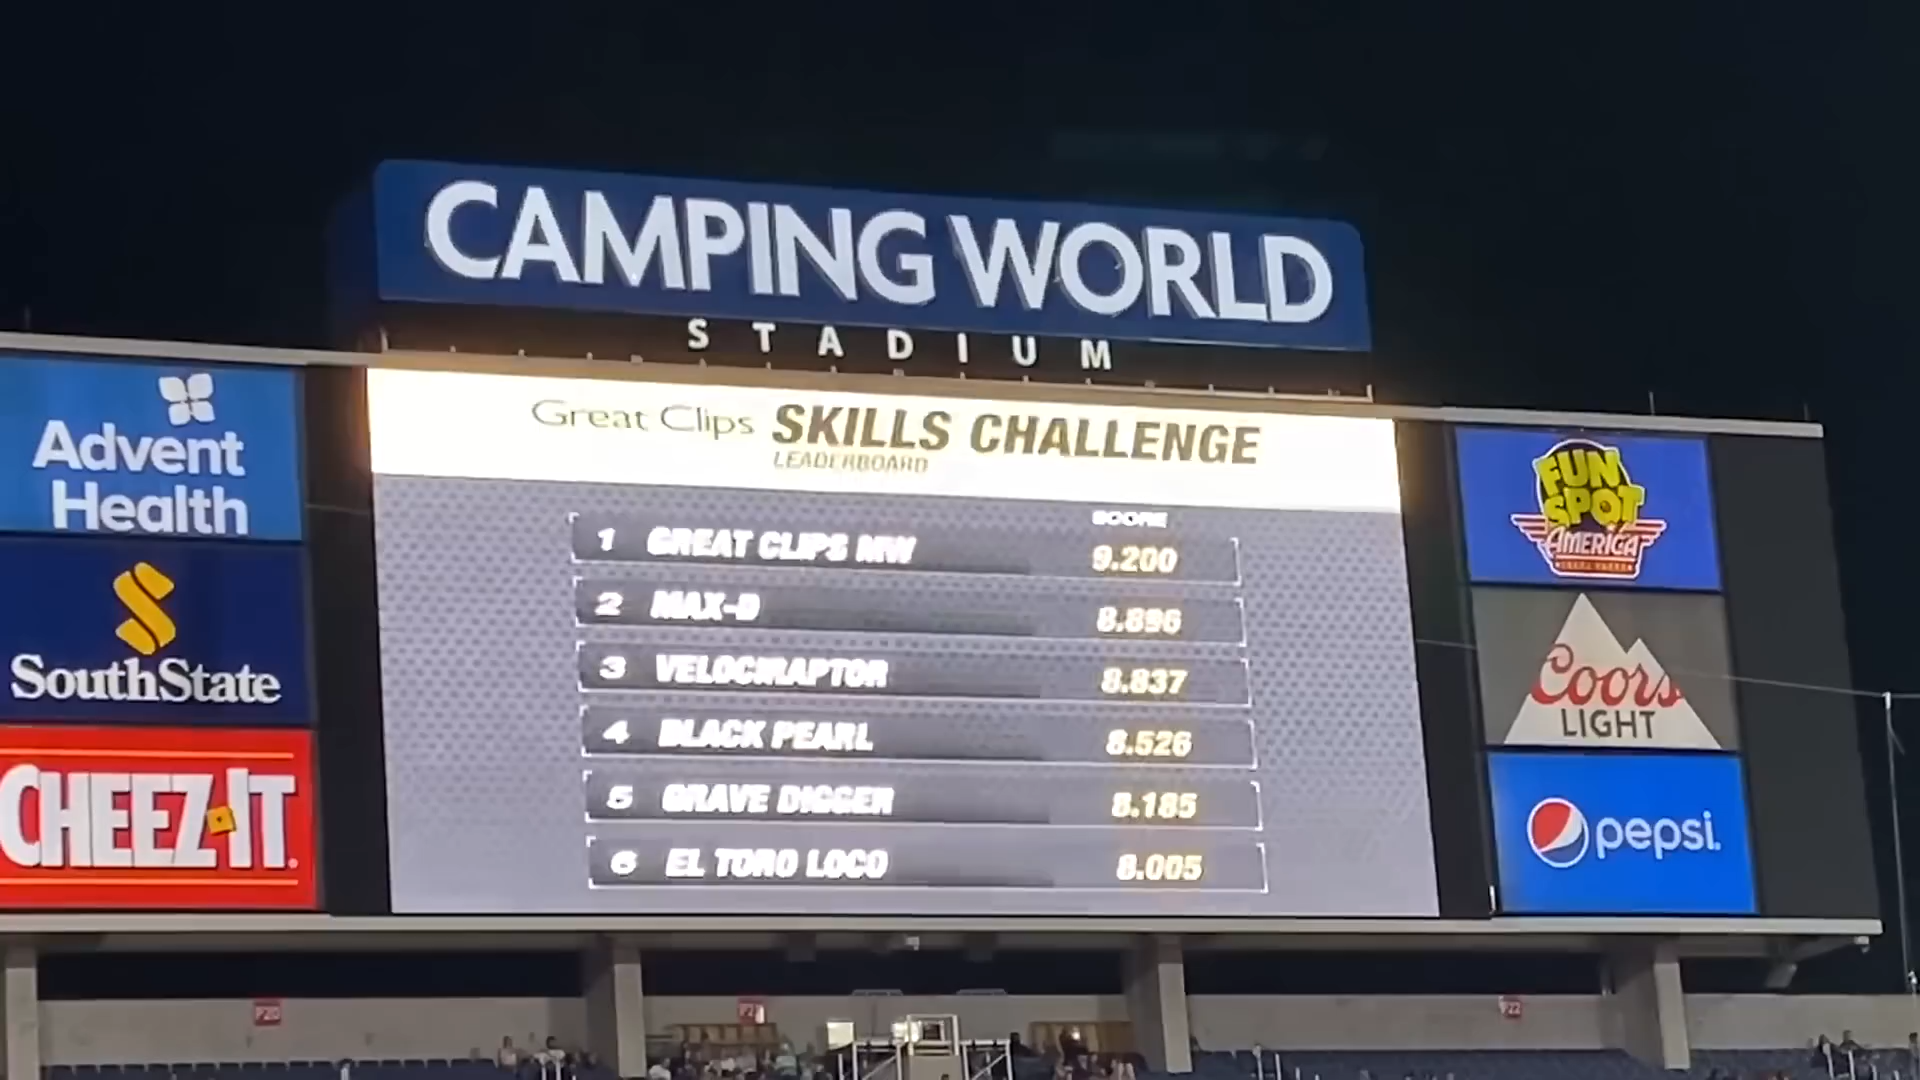 CAMPING WORLD
STADIUM
Advent
Health
SouthState
CHEEZ-IT
Great Clips SKILLS CHALLENGE
LEADERBOARD
SCORE
1 GREAT CLIPS MW 9.200
2 MAX-D 8.896
3 VELOCIRAPTOR 8.837
4 BLACK PEARL 8.526
5 GRAVE DIGGER 8.185
6 EL TORO LOCO 8.005
FUN
SPOT
AMERICA
Coors
LIGHT
pepsi.
P20
P22